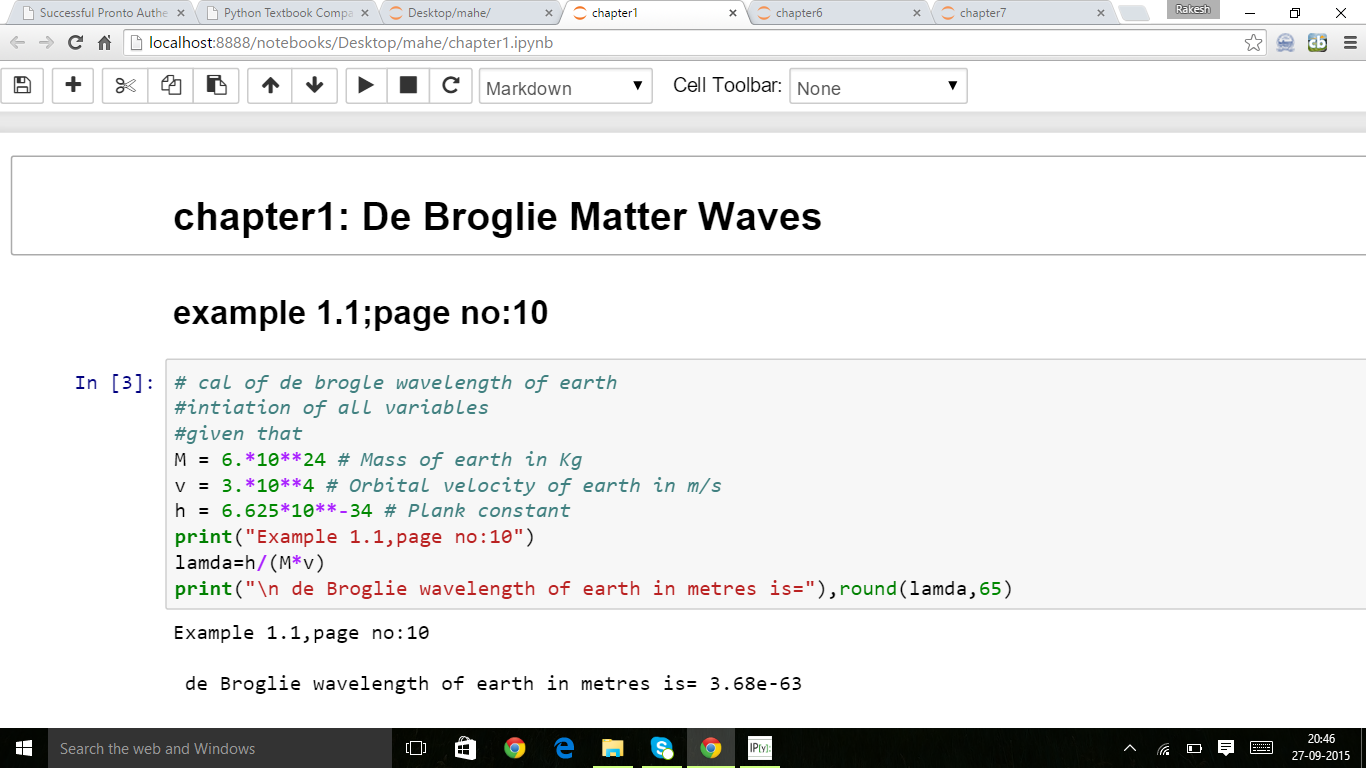 Successful Pronto Authe
Python Textbook Compa
Desktop/mahe/
chapter1
chapter6
chapter7
Rakesh
localhost:8888/notebooks/Desktop/mahe/chapter1.ipynb
cb
Markdown
Cell Toolbar:
None
chapter1: De Broglie Matter Waves
example 1.1;page no:10
In [3]:
# cal of de brogle wavelength of earth
#intiation of all variables
#given that
M = 6.*10**24 # Mass of earth in Kg
v = 3.*10**4 # Orbital velocity of earth in m/s
h = 6.625*10**-34 # Plank constant
print("Example 1.1,page no:10")
lamda=h/(M*v)
print("\n de Broglie wavelength of earth in metres is="),round(lamda,65)
Example 1.1,page no:10
de Broglie wavelength of earth in metres is= 3.68e-63
Search the web and Windows
IP[y]:
20:46
27-09-2015